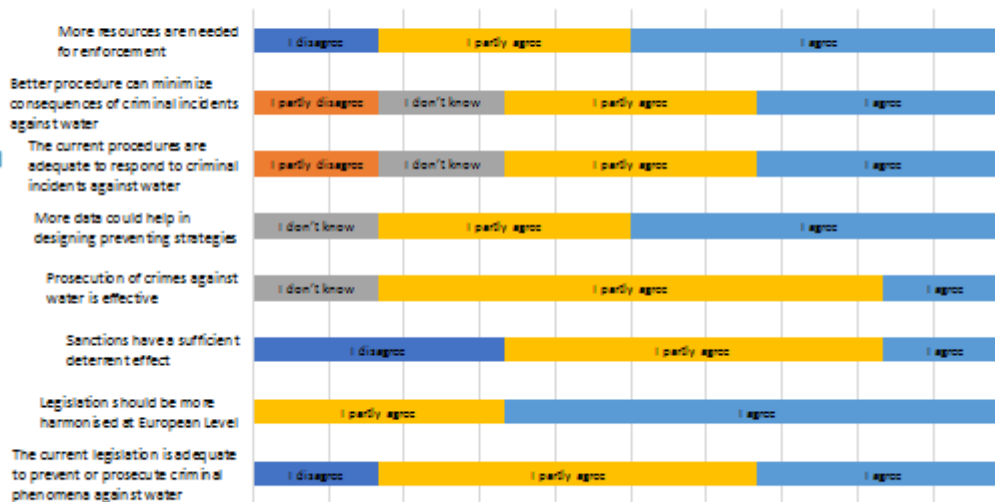 More resources are needed
for enforcement
I disagree I partly agree I agree
Better procedure can minimize
consequences of criminal incidents
against water
I partly disagree I don't know I partly agree I agree
The current procedures are
adequate to respond to criminal
incidents against water
I partly disagree I don't know I partly agree I agree
More data could help in
designing preventing strategies
I don't know I partly agree I agree
Prosecution of crimes against
water is effective
I don't know I partly agree I agree
Sanctions have a sufficient
deterrent effect
I disagree I partly agree I agree
Legislation should be more
harmonised at European Level
I partly agree I agree
The current legislation is adequate
to prevent or prosecute criminal
phenomena against water
I disagree I partly agree I agree